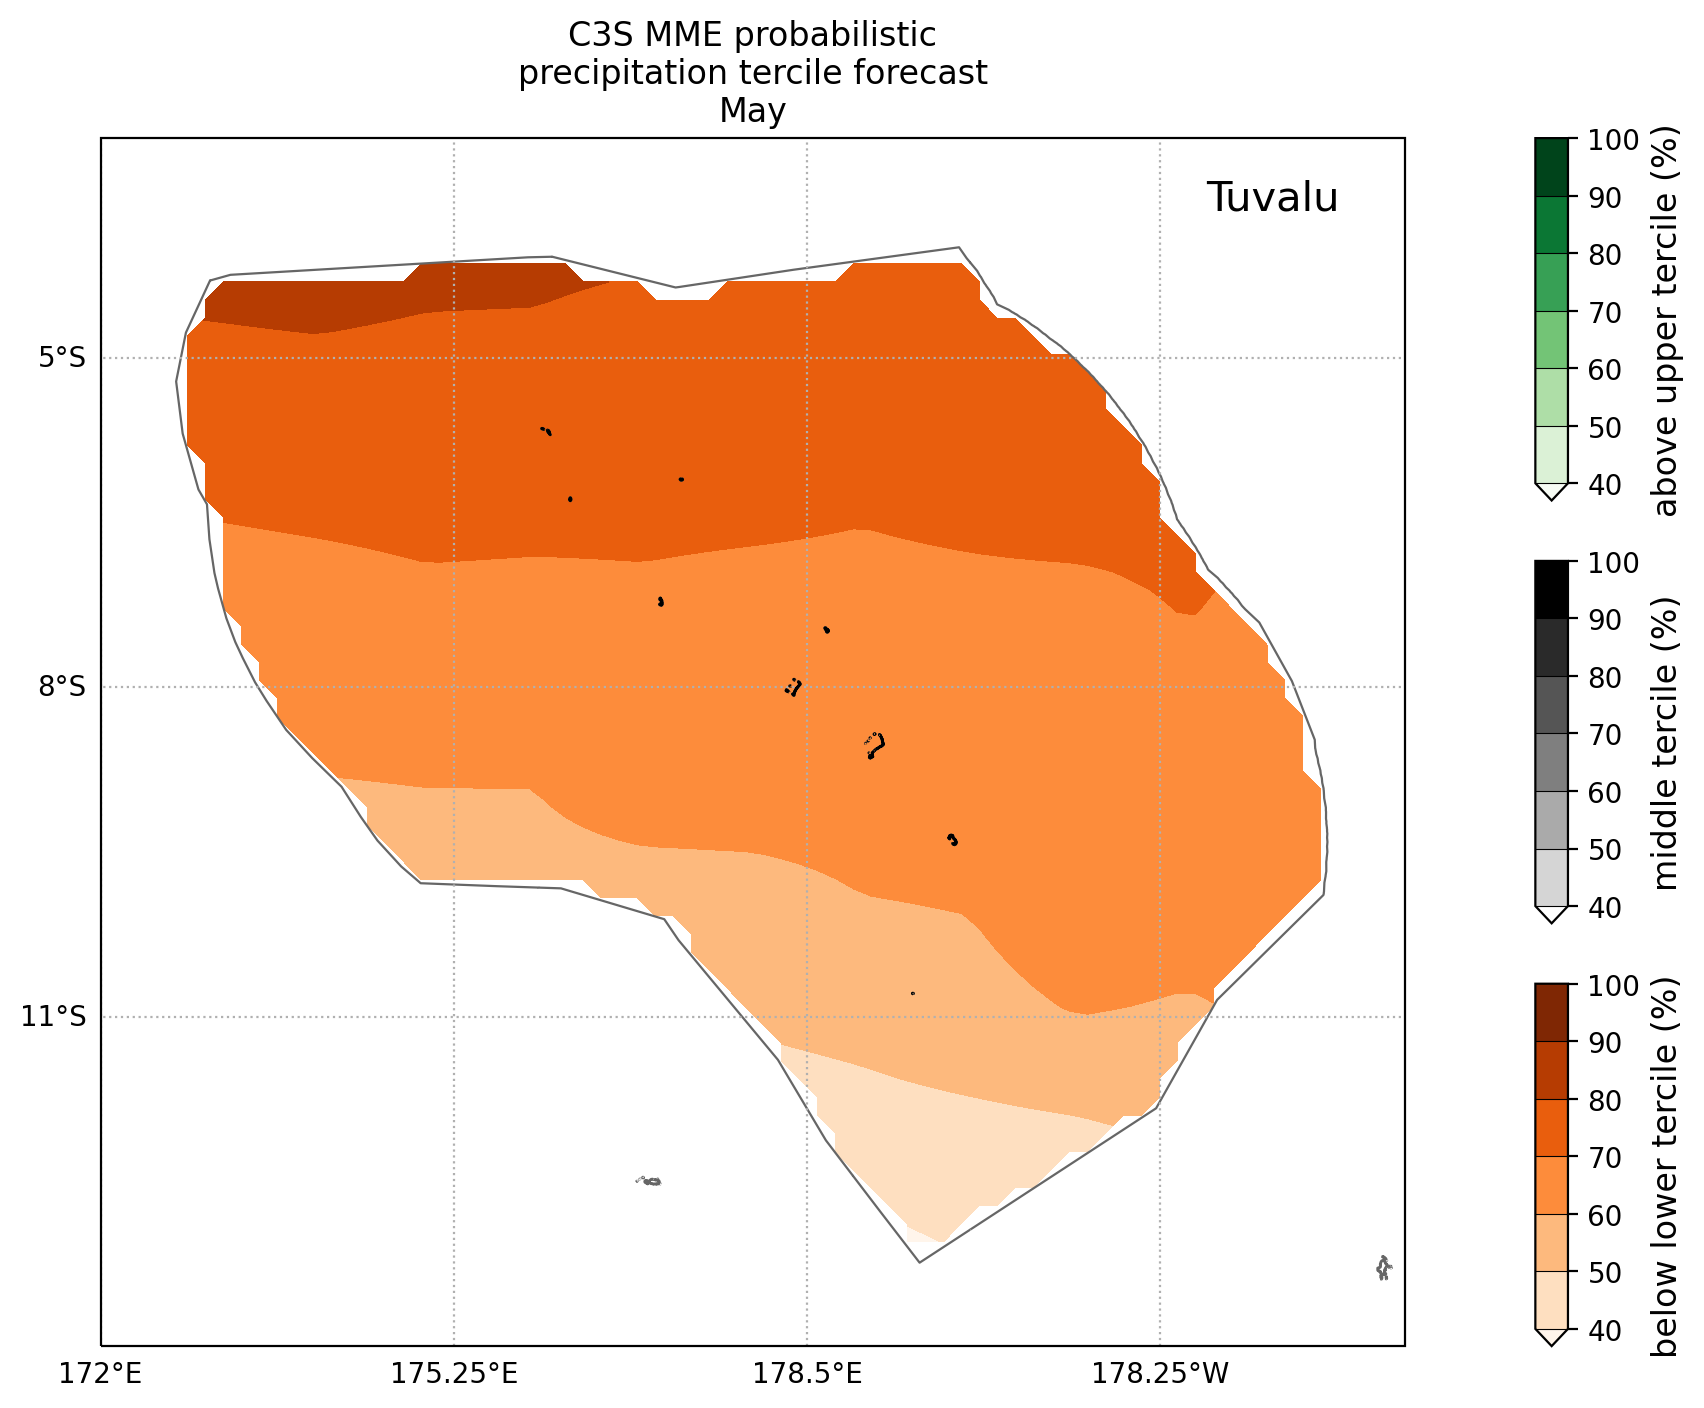 C3S MME probabilistic
precipitation tercile forecast
May
Tuvalu
5°S
8°S
11°S
172°E
175.25°E
178.5°E
178.25°W
100
90
80
70
60
50
40
above upper tercile (%)
100
90
80
70
60
50
40
middle tercile (%)
100
90
80
70
60
50
40
below lower tercile (%)